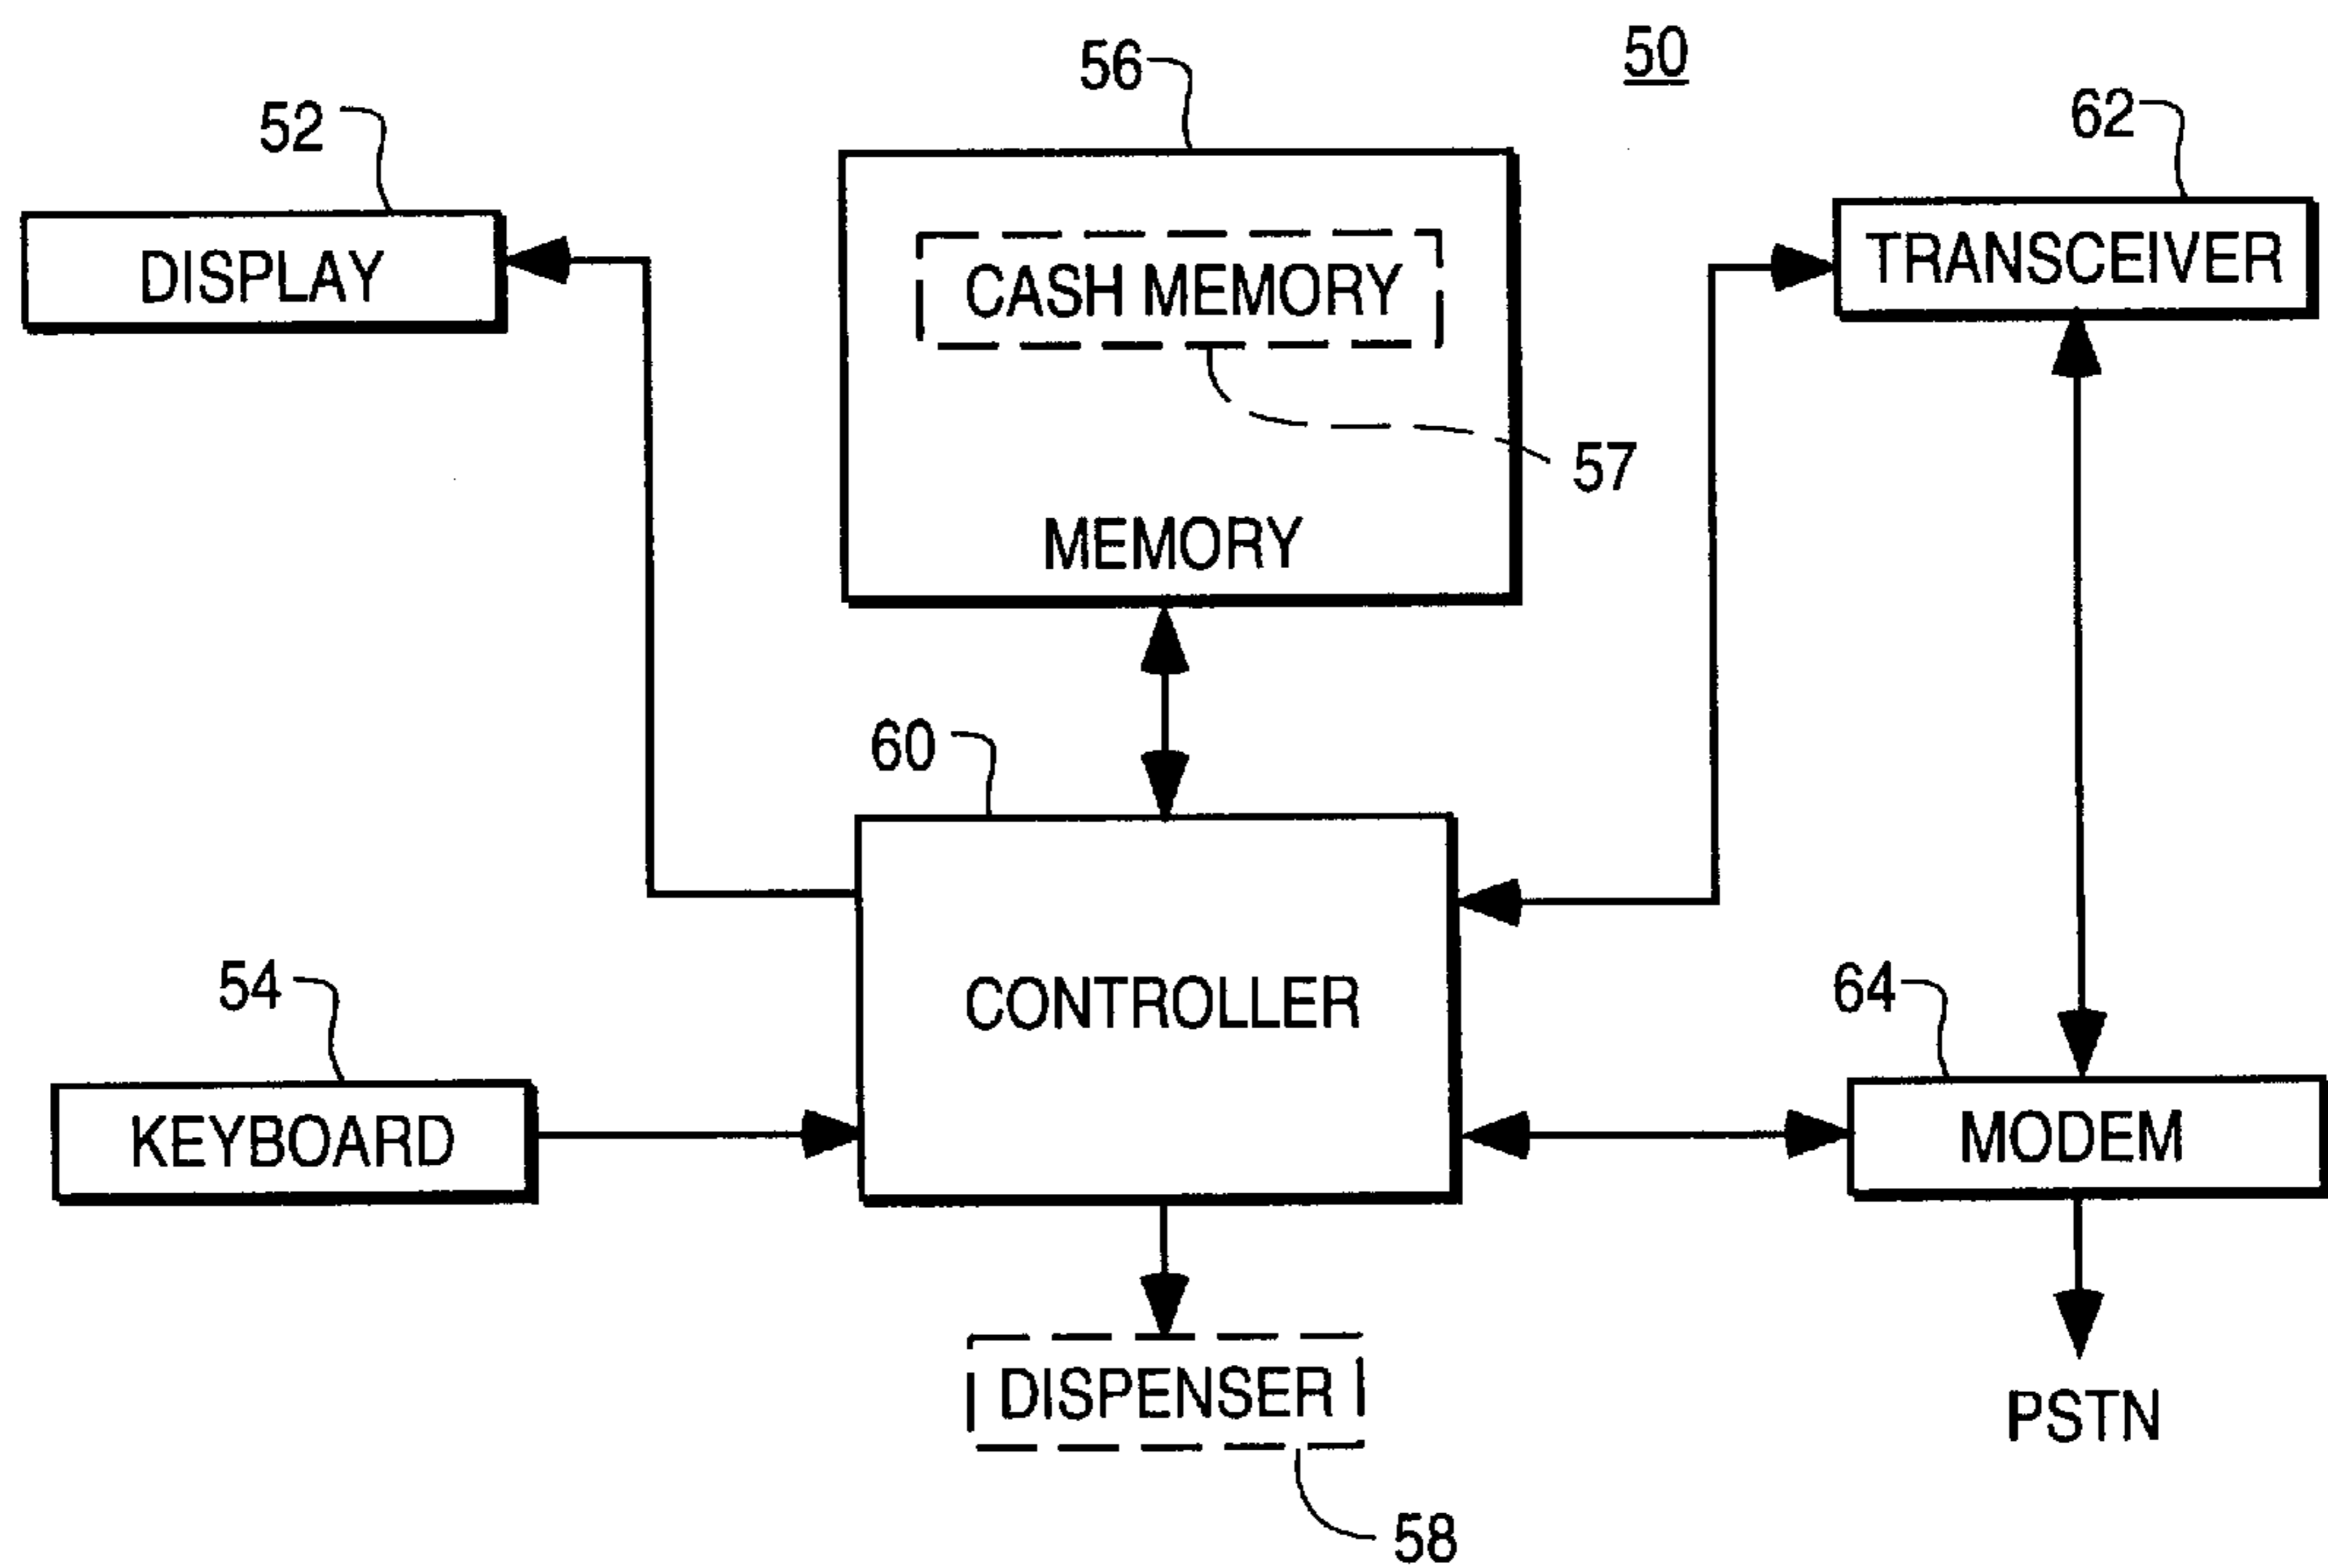 50
56
52
62
DISPLAY
CASH MEMORY
TRANSCEIVER
57
MEMORY
60
54
CONTROLLER
64
KEYBOARD
MODEM
DISPENSER
PSTN
58